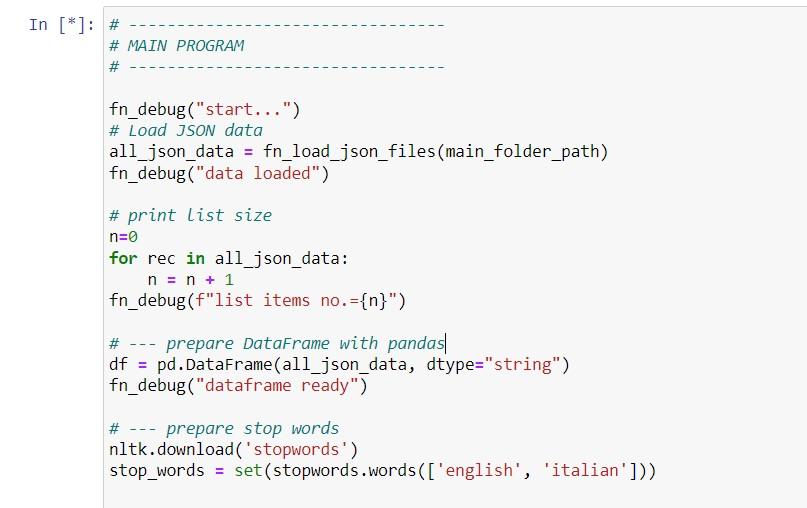 In [*]: # --------------------------------
# MAIN PROGRAM
# --------------------------------
fn_debug("start...")
# Load JSON data
all_json_data = fn_load_json_files(main_folder_path)
fn_debug("data loaded")
# print list size
n=0
for rec in all_json_data:
    n = n + 1
fn_debug(f"list items no.={n}")
# --- prepare DataFrame with pandas
df = pd.DataFrame(all_json_data, dtype="string")
fn_debug("dataframe ready")
# --- prepare stop words
nltk.download('stopwords')
stop_words = set(stopwords.words(['english', 'italian']))